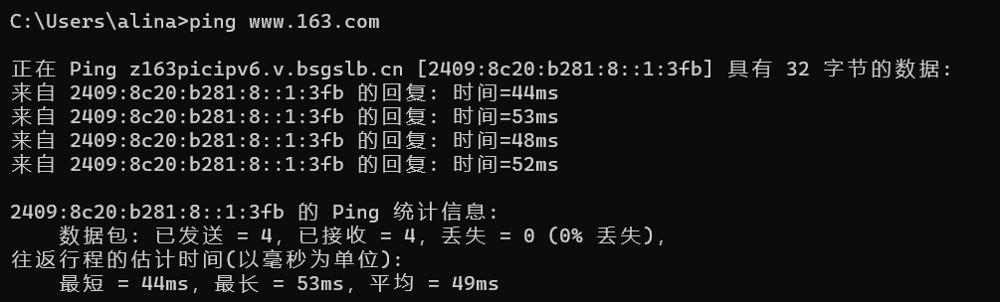 C:\Users\alina>ping www.163.com
正在 Ping z163picipv6.v.bsgslb.cn [2409:8c20:b281:8::1:3fb] 具有 32 字节的数据:
来自 2409:8c20:b281:8::1:3fb 的回复: 时间=44ms
来自 2409:8c20:b281:8::1:3fb 的回复: 时间=53ms
来自 2409:8c20:b281:8::1:3fb 的回复: 时间=48ms
来自 2409:8c20:b281:8::1:3fb 的回复: 时间=52ms
2409:8c20:b281:8::1:3fb 的 Ping 统计信息:
    数据包: 已发送 = 4, 已接收 = 4, 丢失 = 0 (0% 丢失),
往返行程的估计时间(以毫秒为单位):
    最短 = 44ms, 最长 = 53ms, 平均 = 49ms